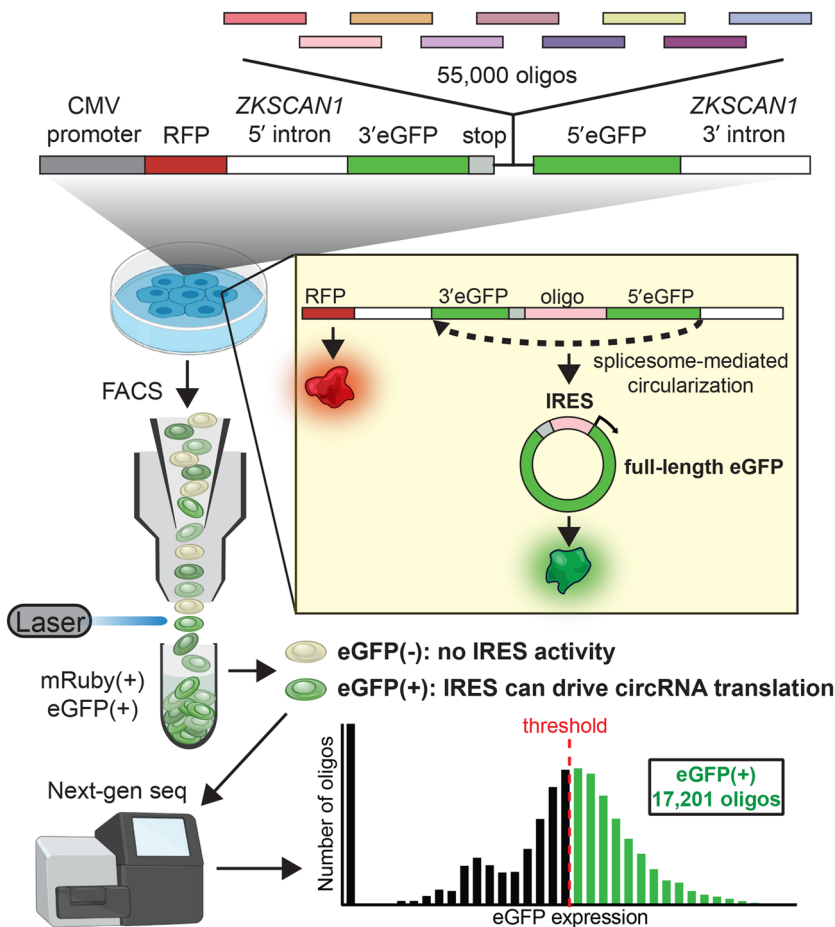 55,000 oligos
CMV
promoter
RFP
ZKSCAN1
5′ intron
3′eGFP
stop
5′eGFP
ZKSCAN1
3′ intron
RFP
3′eGFP
oligo
5′eGFP
splicesome-mediated
circularization
IRES
full-length eGFP
FACS
Laser
mRuby(+)
eGFP(+)
eGFP(-): no IRES activity
eGFP(+): IRES can drive circRNA translation
Next-gen seq
threshold
eGFP(+)
17,201 oligos
Number of oligos
eGFP expression